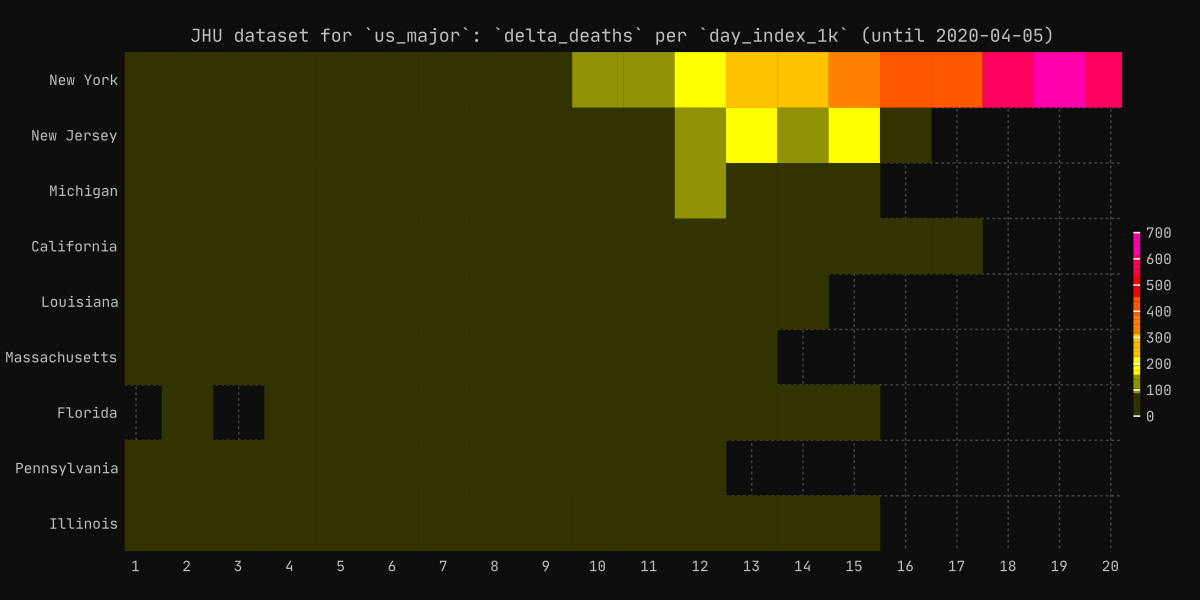 JHU dataset for `us_major`: `delta_deaths` per `day_index_1k` (until 2020-04-05)
New York
New Jersey
Michigan
California
Louisiana
Massachusetts
Florida
Pennsylvania
Illinois
1 2 3 4 5 6 7 8 9 10 11 12 13 14 15 16 17 18 19 20
700
600
500
400
300
200
100
0